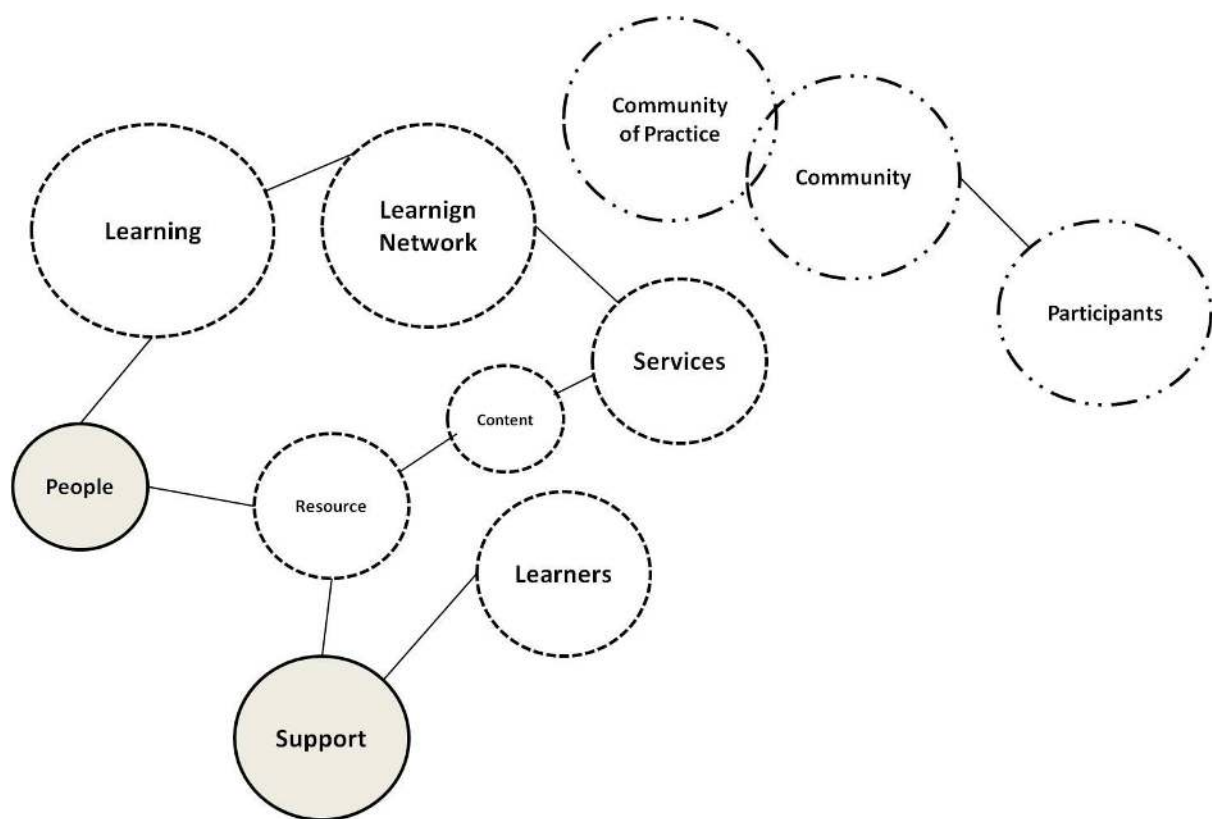 Community
of Practice
Community
Learning
Learnign
Network
Participants
Services
Content
People
Resource
Learners
Support